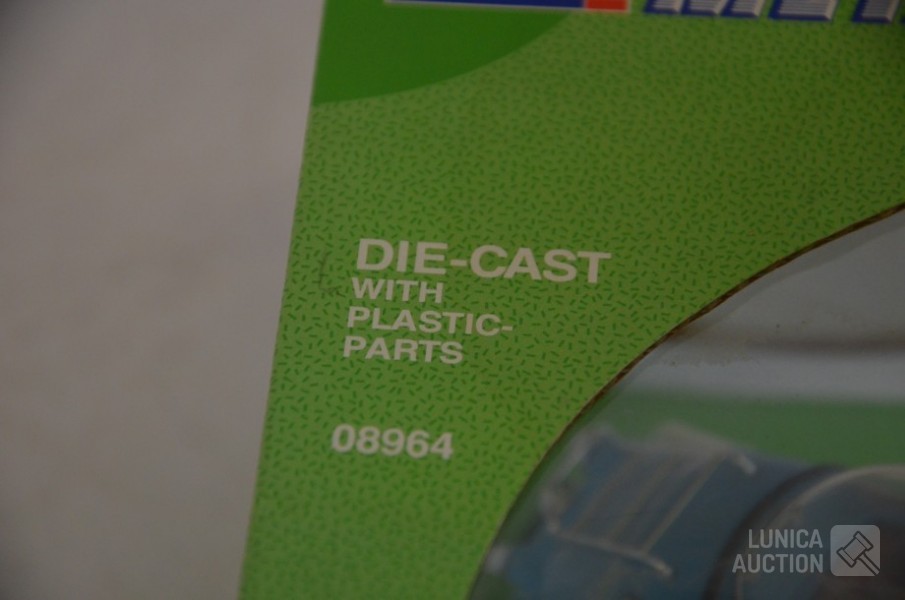 DIE-CAST
WITH
PLASTIC-
PARTS
08964
LUNICA
AUCTION